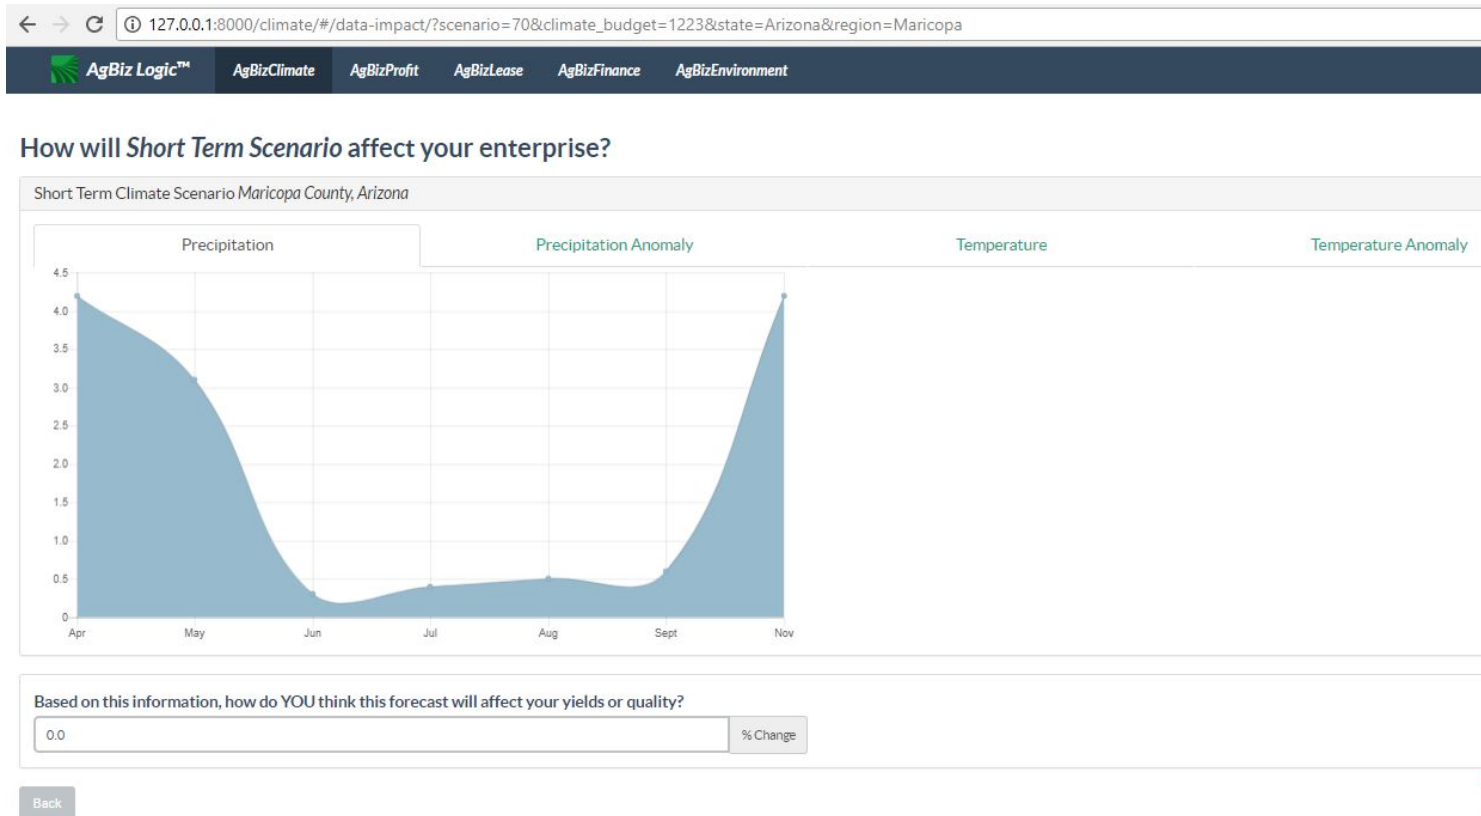 127.0.0.1:8000/climate/#/data-impact/?scenario=70&climate_budget=1223&state=Arizona&region=Maricopa
AgBiz Logic™ AgBizClimate AgBizProfit AgBizLease AgBizFinance AgBizEnvironment
How will Short Term Scenario affect your enterprise?
Short Term Climate Scenario Maricopa County, Arizona
Precipitation Precipitation Anomaly Temperature Temperature Anomaly
4.5
4.0
3.5
3.0
2.5
2.0
1.5
1.0
0.5
0
Apr May Jun Jul Aug Sept Nov
Based on this information, how do YOU think this forecast will affect your yields or quality?
0.0 % Change
Back